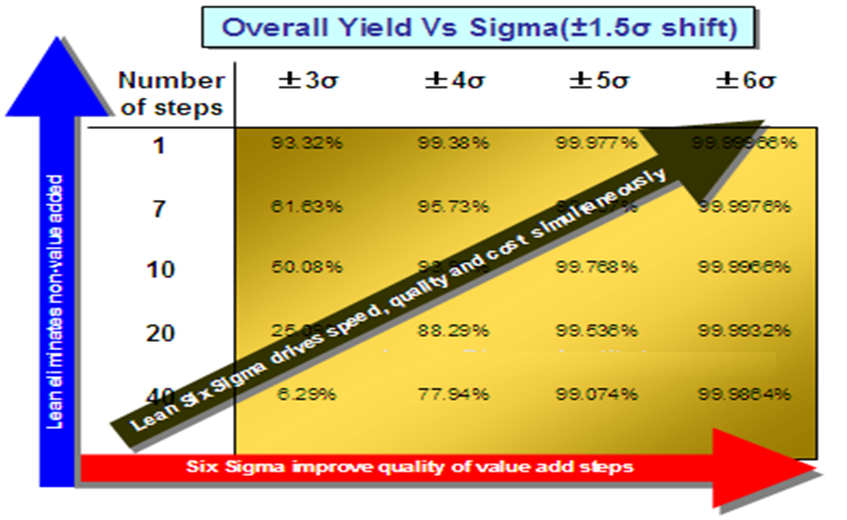 Overall Yield Vs Sigma(±1.5σ shift)
Number of steps ±3σ ±4σ ±5σ ±6σ
1 93.32% 99.38% 99.977% 99.99966%
7 61.63% 95.73% 99.9976%
10 50.08% 99.768% 99.9966%
20 88.29% 99.536% 99.9932%
40 6.29% 77.94% 99.074% 99.9864%
Lean eliminates non-value added
Lean Six Sigma drives speed, quality and cost simultaneously
Six Sigma improve quality of value add steps